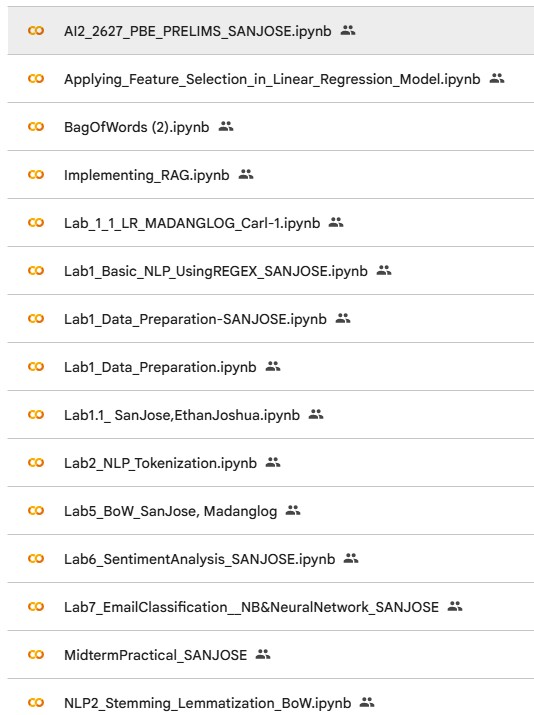 AI2_2627_PBE_PRELIMS_SANJOSE.ipynb
Applying_Feature_Selection_in_Linear_Regression_Model.ipynb
BagOfWords (2).ipynb
Implementing_RAG.ipynb
Lab_1_1_LR_MADANGLOG_Carl-1.ipynb
Lab1_Basic_NLP_UsingREGEX_SANJOSE.ipynb
Lab1_Data_Preparation-SANJOSE.ipynb
Lab1_Data_Preparation.ipynb
Lab1.1_ SanJose,EthanJoshua.ipynb
Lab2_NLP_Tokenization.ipynb
Lab5_BoW_SanJose, Madanglog
Lab6_SentimentAnalysis_SANJOSE.ipynb
Lab7_EmailClassification__NB&NeuralNetwork_SANJOSE
MidtermPractical_SANJOSE
NLP2_Stemming_Lemmatization_BoW.ipynb